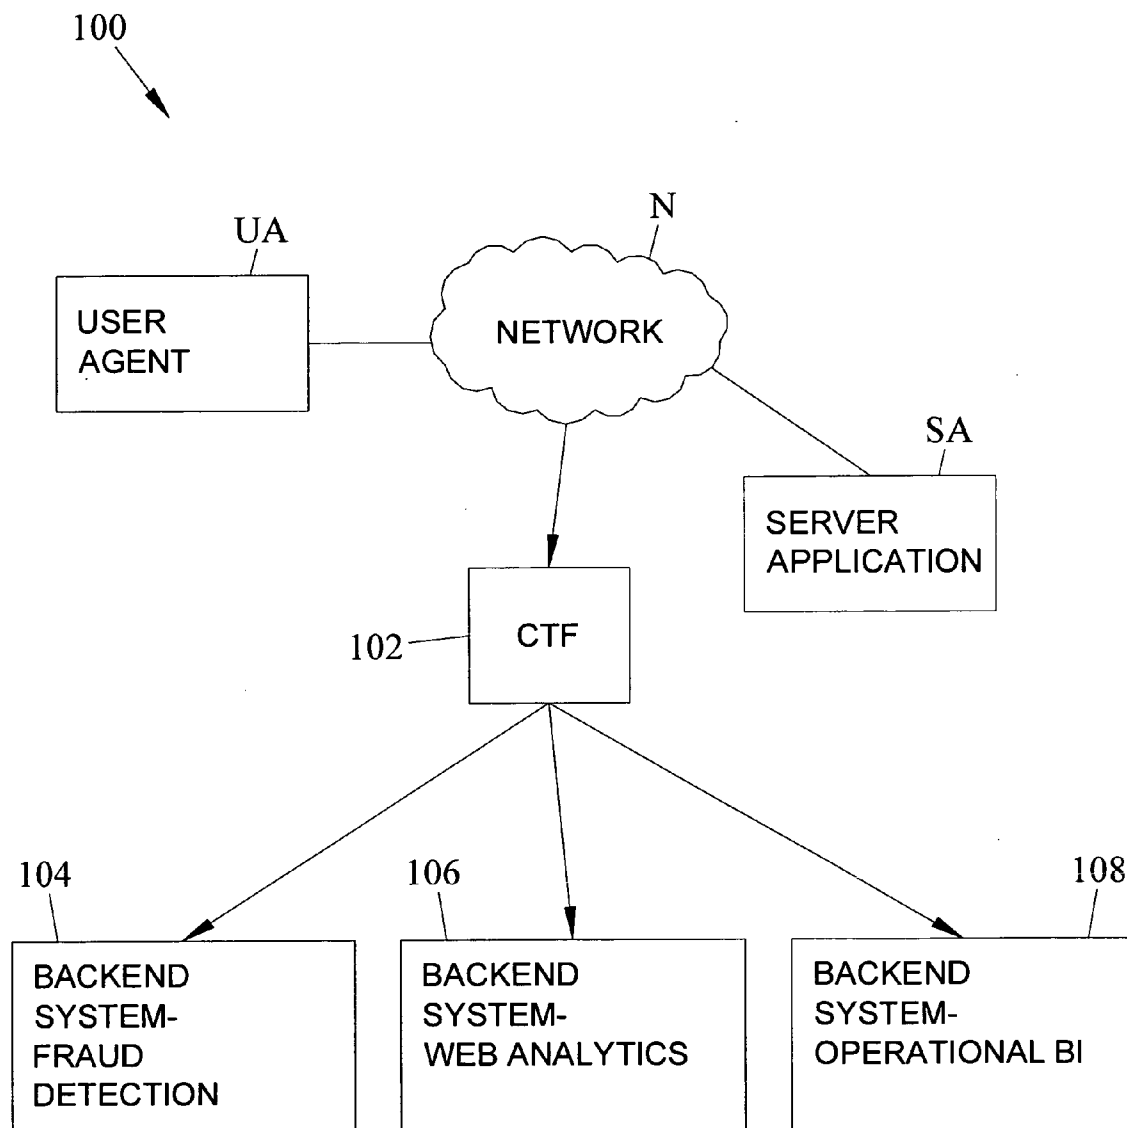 100
N
UA
USER
AGENT
NETWORK
SA
SERVER
APPLICATION
102
CTF
104
BACKEND
SYSTEM-
FRAUD
DETECTION
106
BACKEND
SYSTEM-
WEB ANALYTICS
108
BACKEND
SYSTEM-
OPERATIONAL BI